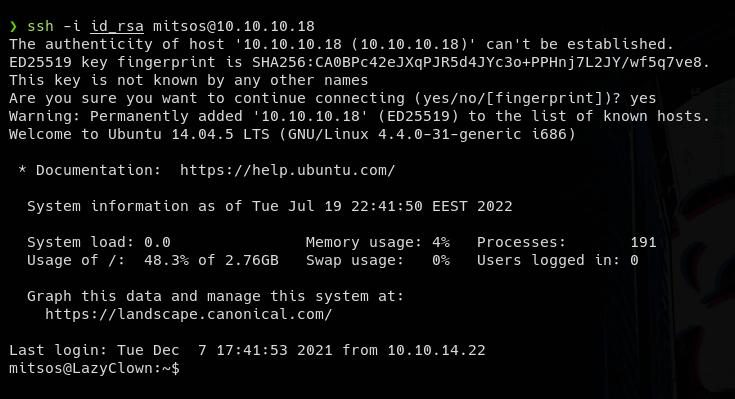 ❯ ssh -i id_rsa mitsos@10.10.10.18
The authenticity of host '10.10.10.18 (10.10.10.18)' can't be established.
ED25519 key fingerprint is SHA256:CA0BPc42eJXqPJR5d4JYc3o+PPHnj7L2JY/wf5q7ve8.
This key is not known by any other names
Are you sure you want to continue connecting (yes/no/[fingerprint])? yes
Warning: Permanently added '10.10.10.18' (ED25519) to the list of known hosts.
Welcome to Ubuntu 14.04.5 LTS (GNU/Linux 4.4.0-31-generic i686)
* Documentation:  https://help.ubuntu.com/
System information as of Tue Jul 19 22:41:50 EEST 2022
System load: 0.0               Memory usage: 4%   Processes:       191
Usage of /:  48.3% of 2.76GB   Swap usage:   0%   Users logged in: 0
Graph this data and manage this system at:
https://landscape.canonical.com/
Last login: Tue Dec  7 17:41:53 2021 from 10.10.14.22
mitsos@LazyClown:~$